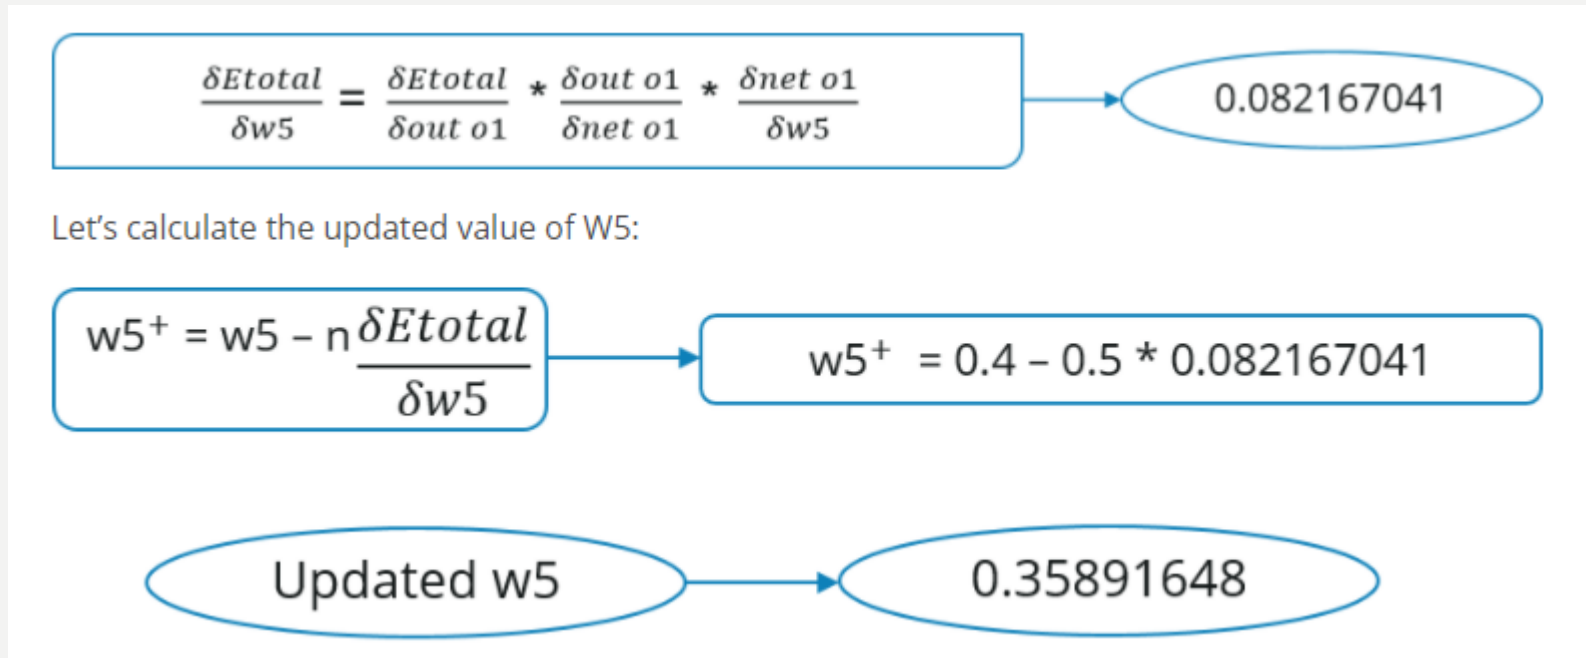 δEtotal/δw5 = δEtotal/δout o1 * δout o1/δnet o1 * δnet o1/δw5
0.082167041
Let’s calculate the updated value of W5:
w5⁺ = w5 – n δEtotal/δw5
w5⁺ = 0.4 – 0.5 * 0.082167041
Updated w5
0.35891648